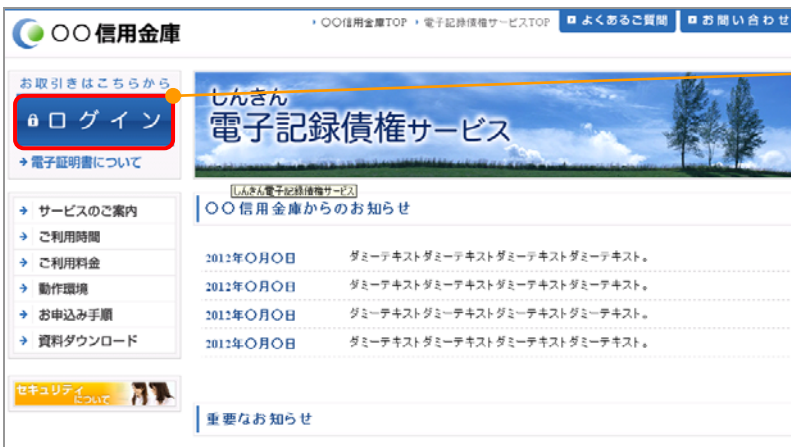 〇〇信用金庫
〇〇信用金庫TOP 電子記録債権サービスTOP よくあるご質問 お問い合わせ
お取引きはこちらから
ログイン
電子証明書について
しんきん
電子記録債権サービス
しんきん電子記録債権サービス
サービスのご案内
ご利用時間
ご利用料金
動作環境
お申込み手順
資料ダウンロード
セキュリティ
について
〇〇信用金庫からのお知らせ
2012年〇月〇日 ダミーテキストダミーテキストダミーテキストダミーテキスト。
2012年〇月〇日 ダミーテキストダミーテキストダミーテキストダミーテキスト。
2012年〇月〇日 ダミーテキストダミーテキストダミーテキストダミーテキスト。
2012年〇月〇日 ダミーテキストダミーテキストダミーテキストダミーテキスト。
重要なお知らせ